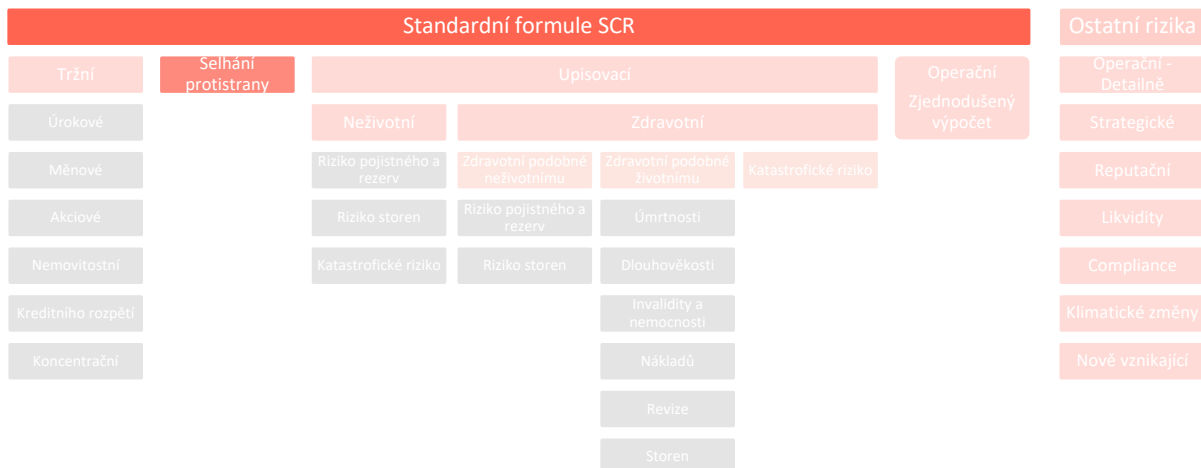 Standardní formule SCR
Ostatní rizika
Tržní
Selhání
protistrany
Upisovací
Operační
Zjednodušený
výpočet
Operační -
Detailně
Úrokové
Neživotní
Zdravotní
Strategické
Měnové
Riziko pojistného a
rezerv
Zdravotní podobné
neživotnímu
Zdravotní podobné
životnímu
Katastrofické riziko
Reputační
Akciové
Riziko storen
Riziko pojistného a
rezerv
Úmrtnosti
Likvidity
Nemovitostní
Katastrofické riziko
Riziko storen
Dlouhověkosti
Compliance
Kreditního rozpětí
Invalidity a
nemocnosti
Klimatické změny
Koncentrační
Nákladů
Nově vznikající
Revize
Storen